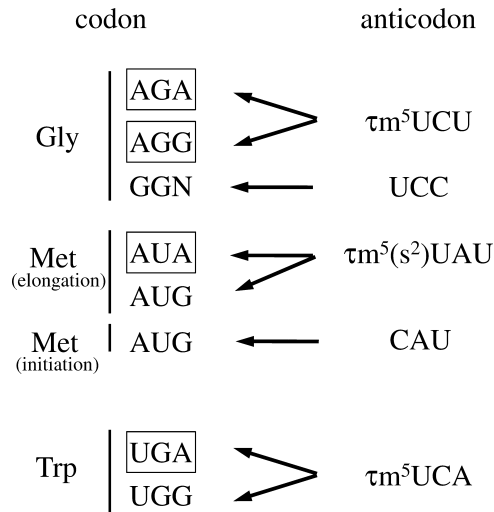 codon anticodon
AGA
Gly AGG τm⁵UCU
GGN UCC
Met AUA τm⁵(s²)UAU
(elongation) AUG
Met AUG CAU
(initiation)
UGA
Trp τm⁵UCA
UGG